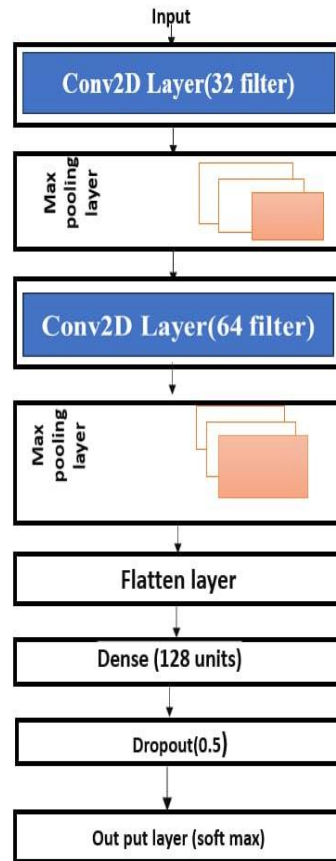 Input
Conv2D Layer(32 filter)
Max
pooling
layer
Conv2D Layer(64 filter)
Max
pooling
layer
Flatten layer
Dense (128 units)
Dropout(0.5)
Out put layer (soft max)